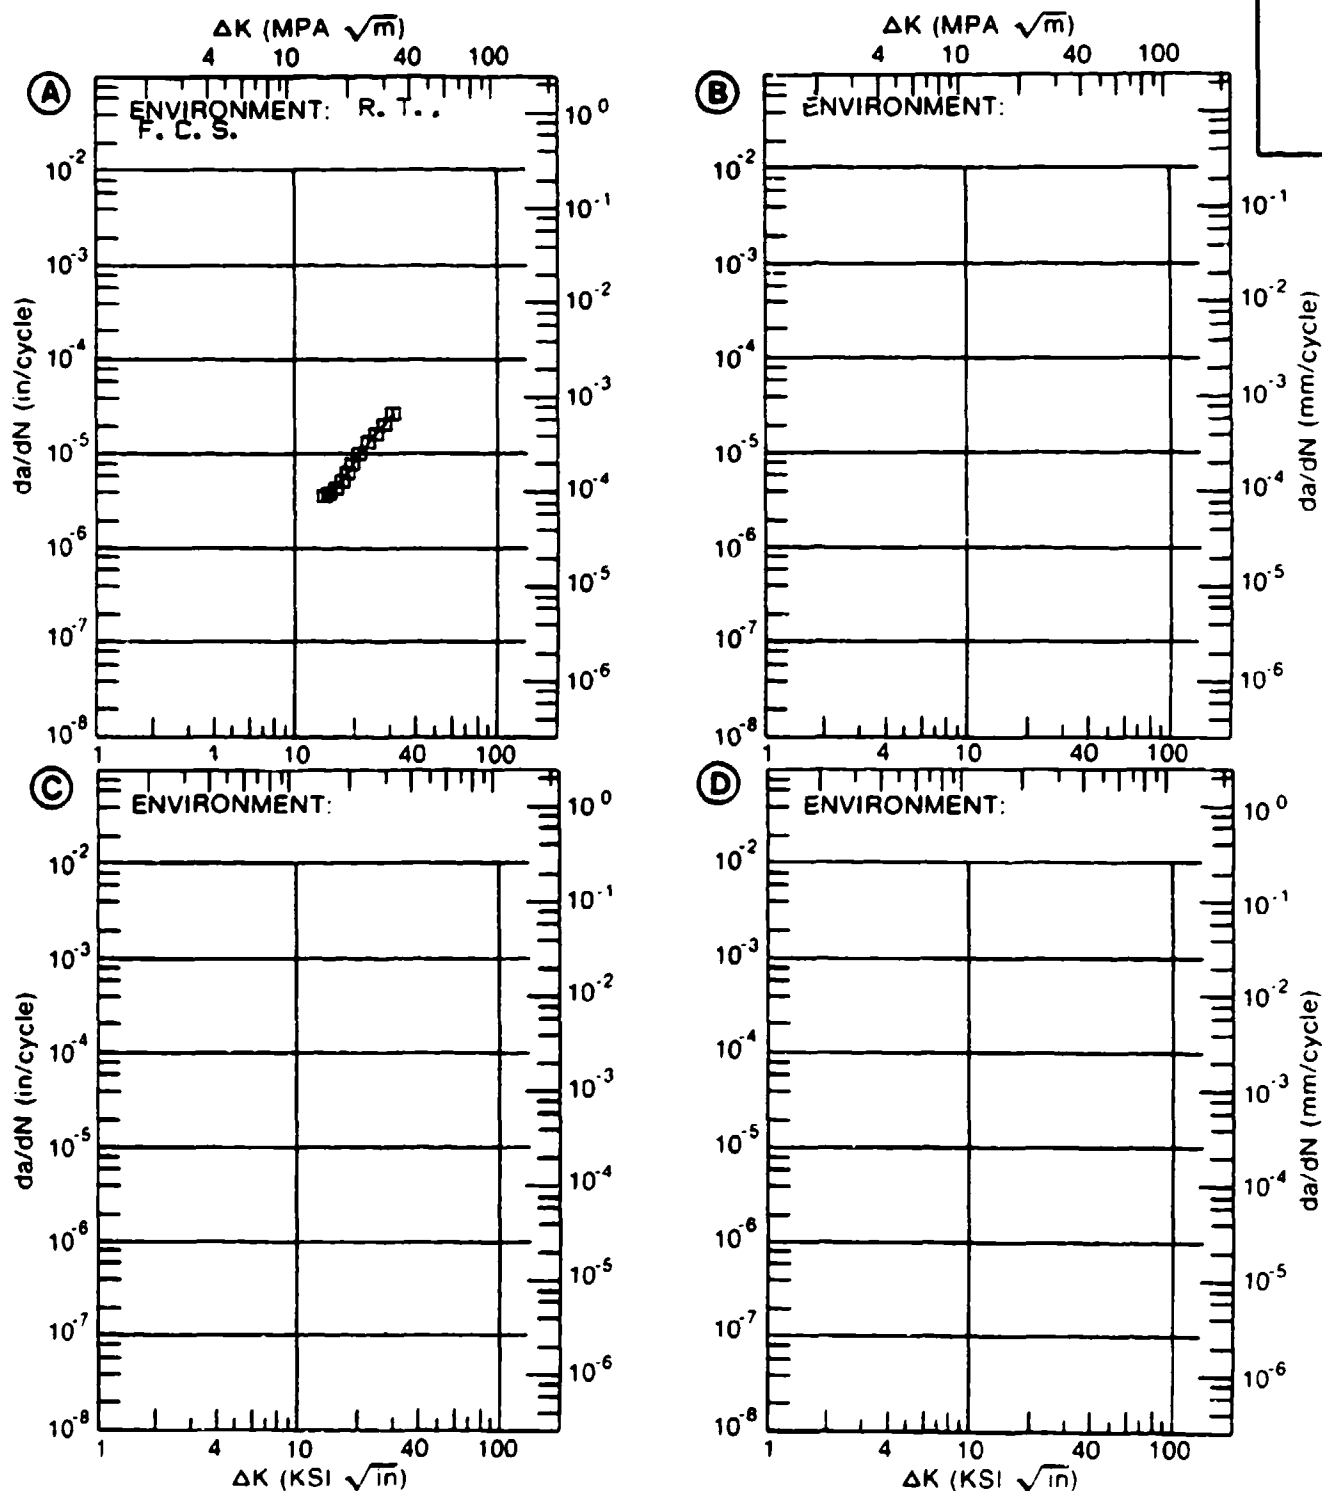 ΔK (MPA √m)
4 10 40 100
A
ENVIRONMENT: R. T.,
F. C. S.
10⁰
10⁻¹
10⁻²
10⁻³
10⁻⁴
10⁻⁵
10⁻⁶
10⁻²
10⁻³
10⁻⁴
10⁻⁵
10⁻⁶
10⁻⁷
10⁻⁸
da/dN (in/cycle)
1 4 10 40 100
ΔK (MPA √m)
4 10 40 100
B
ENVIRONMENT:
10⁻²
10⁻³
10⁻⁴
10⁻⁵
10⁻⁶
10⁻⁷
10⁻⁸
10⁻¹
10⁻²
10⁻³
10⁻⁴
10⁻⁵
10⁻⁶
da/dN (mm/cycle)
1 4 10 40 100
C
ENVIRONMENT:
10⁻²
10⁻³
10⁻⁴
10⁻⁵
10⁻⁶
10⁻⁷
10⁻⁸
da/dN (in/cycle)
10⁰
10⁻¹
10⁻²
10⁻³
10⁻⁴
10⁻⁵
10⁻⁶
1 4 10 40 100
ΔK (KSI √in)
D
ENVIRONMENT:
10⁻²
10⁻³
10⁻⁴
10⁻⁵
10⁻⁶
10⁻⁷
10⁻⁸
10⁰
10⁻¹
10⁻²
10⁻³
10⁻⁴
10⁻⁵
10⁻⁶
da/dN (mm/cycle)
1 4 10 40 100
ΔK (KSI √in)